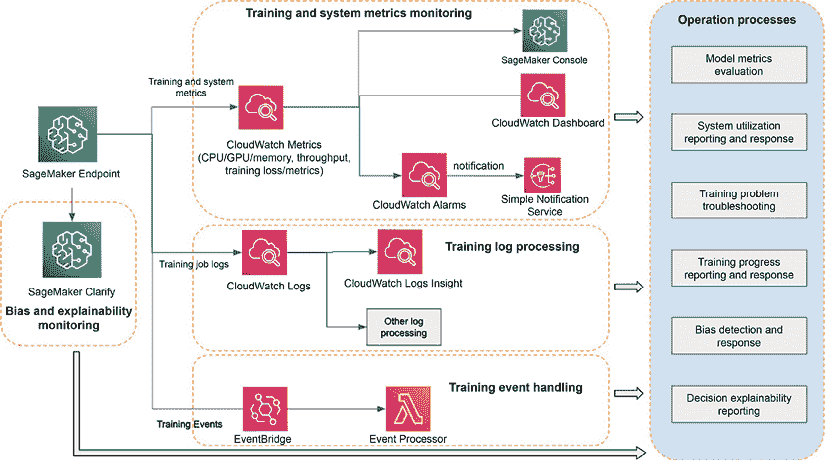 Training and system metrics monitoring
Training and system
metrics
CloudWatch Metrics
(CPU/GPU/memory, throughput,
training loss/metrics)
SageMaker Console
CloudWatch Dashboard
notification
CloudWatch Alarms
Simple Notification
Service
SageMaker Endpoint
SageMaker Clarify
Bias and explainability
monitoring
Training log processing
Training job logs
CloudWatch Logs
CloudWatch Logs Insight
Other log
processing
Training event handling
Training Events
EventBridge
Event Processor
Operation processes
Model metrics
evaluation
System utilization
reporting and response
Training problem
troubleshooting
Training progress
reporting and response
Bias detection and
response
Decision explainability
reporting